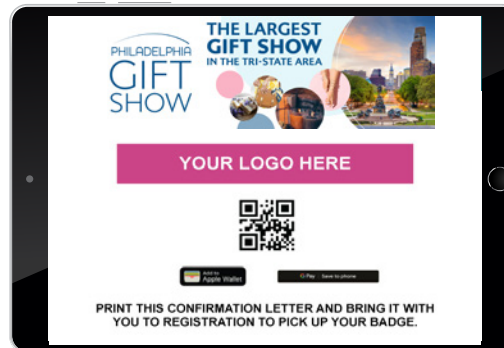 PHILADELPHIA
GIFT
SHOW
THE LARGEST
GIFT SHOW
IN THE TRI-STATE AREA
YOUR LOGO HERE
Add to
Apple Wallet
G Pay | Save to phone
PRINT THIS CONFIRMATION LETTER AND BRING IT WITH
YOU TO REGISTRATION TO PICK UP YOUR BADGE.